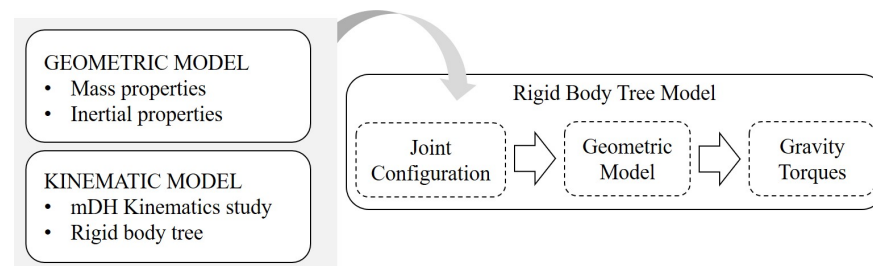 GEOMETRIC MODEL
• Mass properties
• Inertial properties
KINEMATIC MODEL
• mDH Kinematics study
• Rigid body tree
Rigid Body Tree Model
Joint
Configuration
Geometric
Model
Gravity
Torques